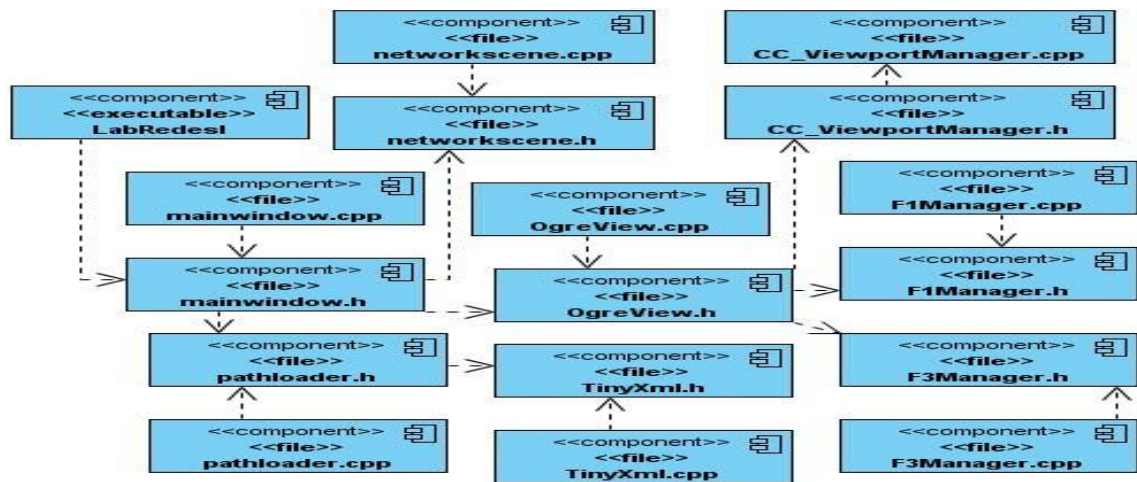 <<component>>
<<file>>
networkscene.cpp
<<component>>
<<file>>
CC_ViewportManager.cpp
<<component>>
<<executable>>
LabRedesI
<<component>>
<<file>>
networkscene.h
<<component>>
<<file>>
CC_ViewportManager.h
<<component>>
<<file>>
mainwindow.cpp
<<component>>
<<file>>
OgreView.cpp
<<component>>
<<file>>
F1Manager.cpp
<<component>>
<<file>>
mainwindow.h
<<component>>
<<file>>
OgreView.h
<<component>>
<<file>>
F1Manager.h
<<component>>
<<file>>
pathloader.h
<<component>>
<<file>>
TinyXml.h
<<component>>
<<file>>
F3Manager.h
<<component>>
<<file>>
pathloader.cpp
<<component>>
<<file>>
TinyXml.cpp
<<component>>
<<file>>
F3Manager.cpp